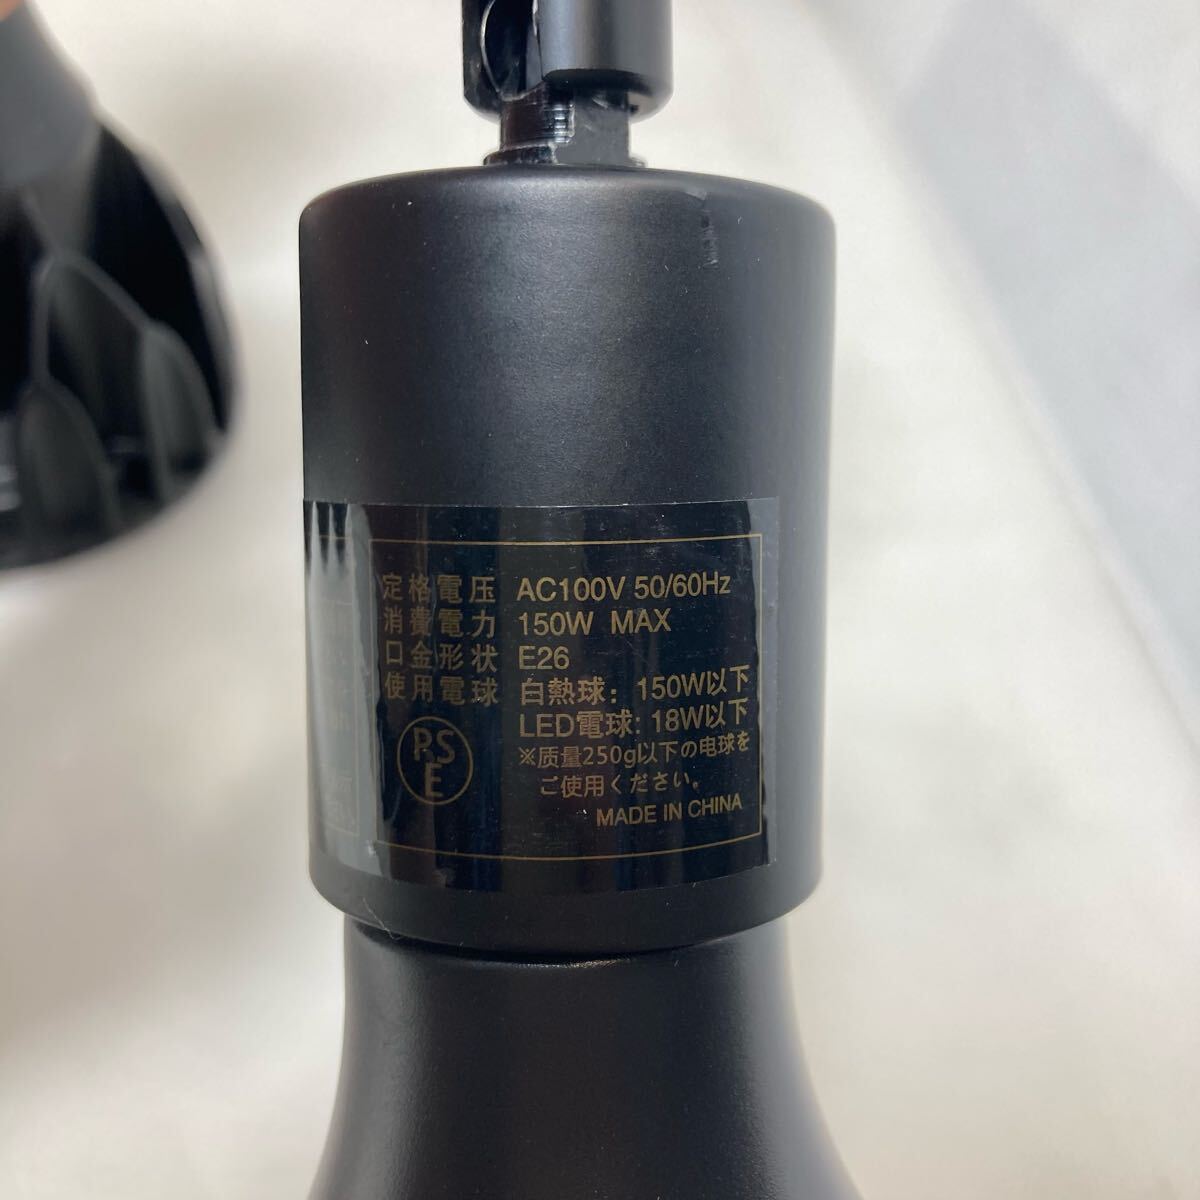 定格電圧 AC100V 50/60Hz
消費電力 150W MAX
口金形状 E26
使用電球 白熱球: 150W以下
LED電球: 18W以下
※质量250g以下の电球を
ご使用ください。
PS
E
MADE IN CHINA